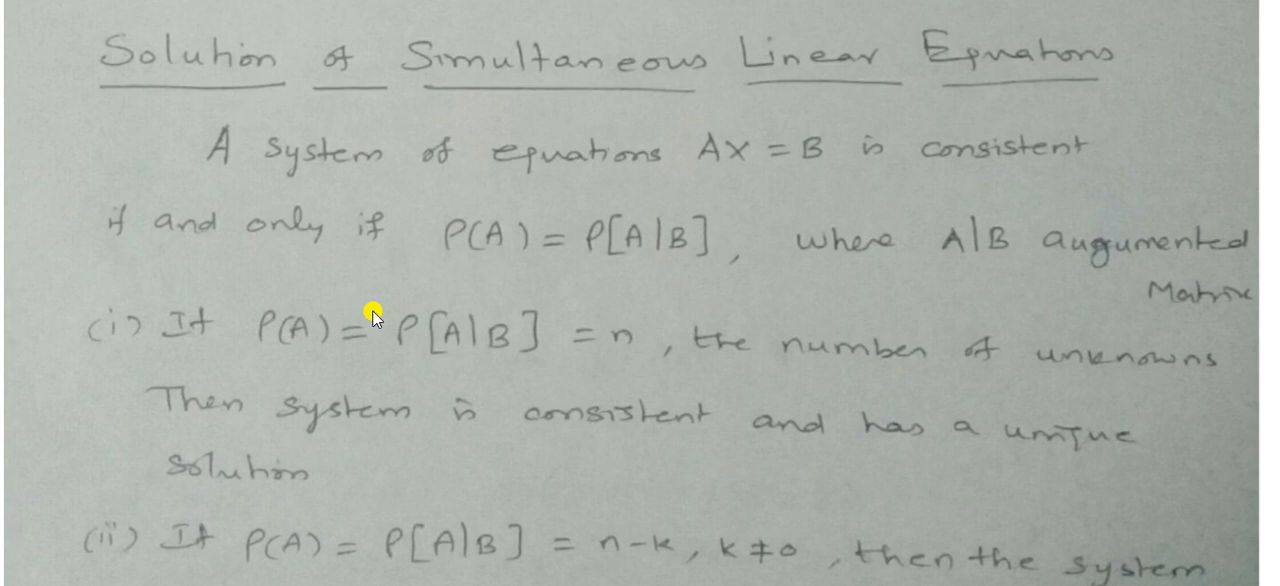 Solution of Simultaneous Linear Equations
A system of equations AX = B is consistent
if and only if ρ(A) = ρ[A|B], where A|B augumented
Matrix
(i) If ρ(A) = ρ[A|B] = n, the number of unknowns
Then system is consistent and has a unique
solution
(ii) If ρ(A) = ρ[A|B] = n-k, k≠0, then the system